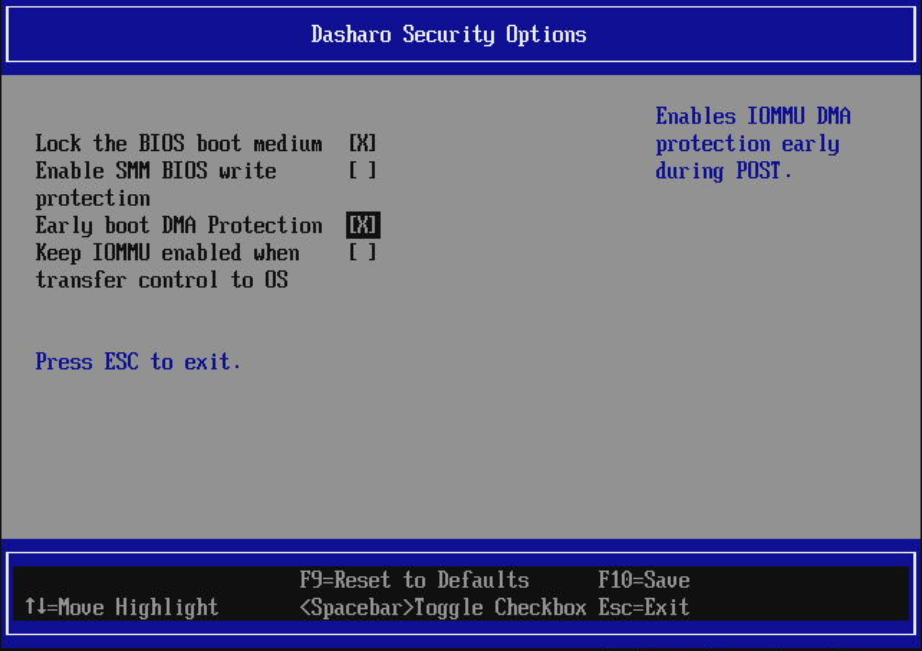 Dasharo Security Options
Lock the BIOS boot medium [X]
Enable SMM BIOS write [ ]
protection
Early boot DMA Protection [X]
Keep IOMMU enabled when [ ]
transfer control to OS
Press ESC to exit.
Enables IOMMU DMA
protection early
during POST.
F9=Reset to Defaults F10=Save
↑↓=Move Highlight <Spacebar>Toggle Checkbox Esc=Exit